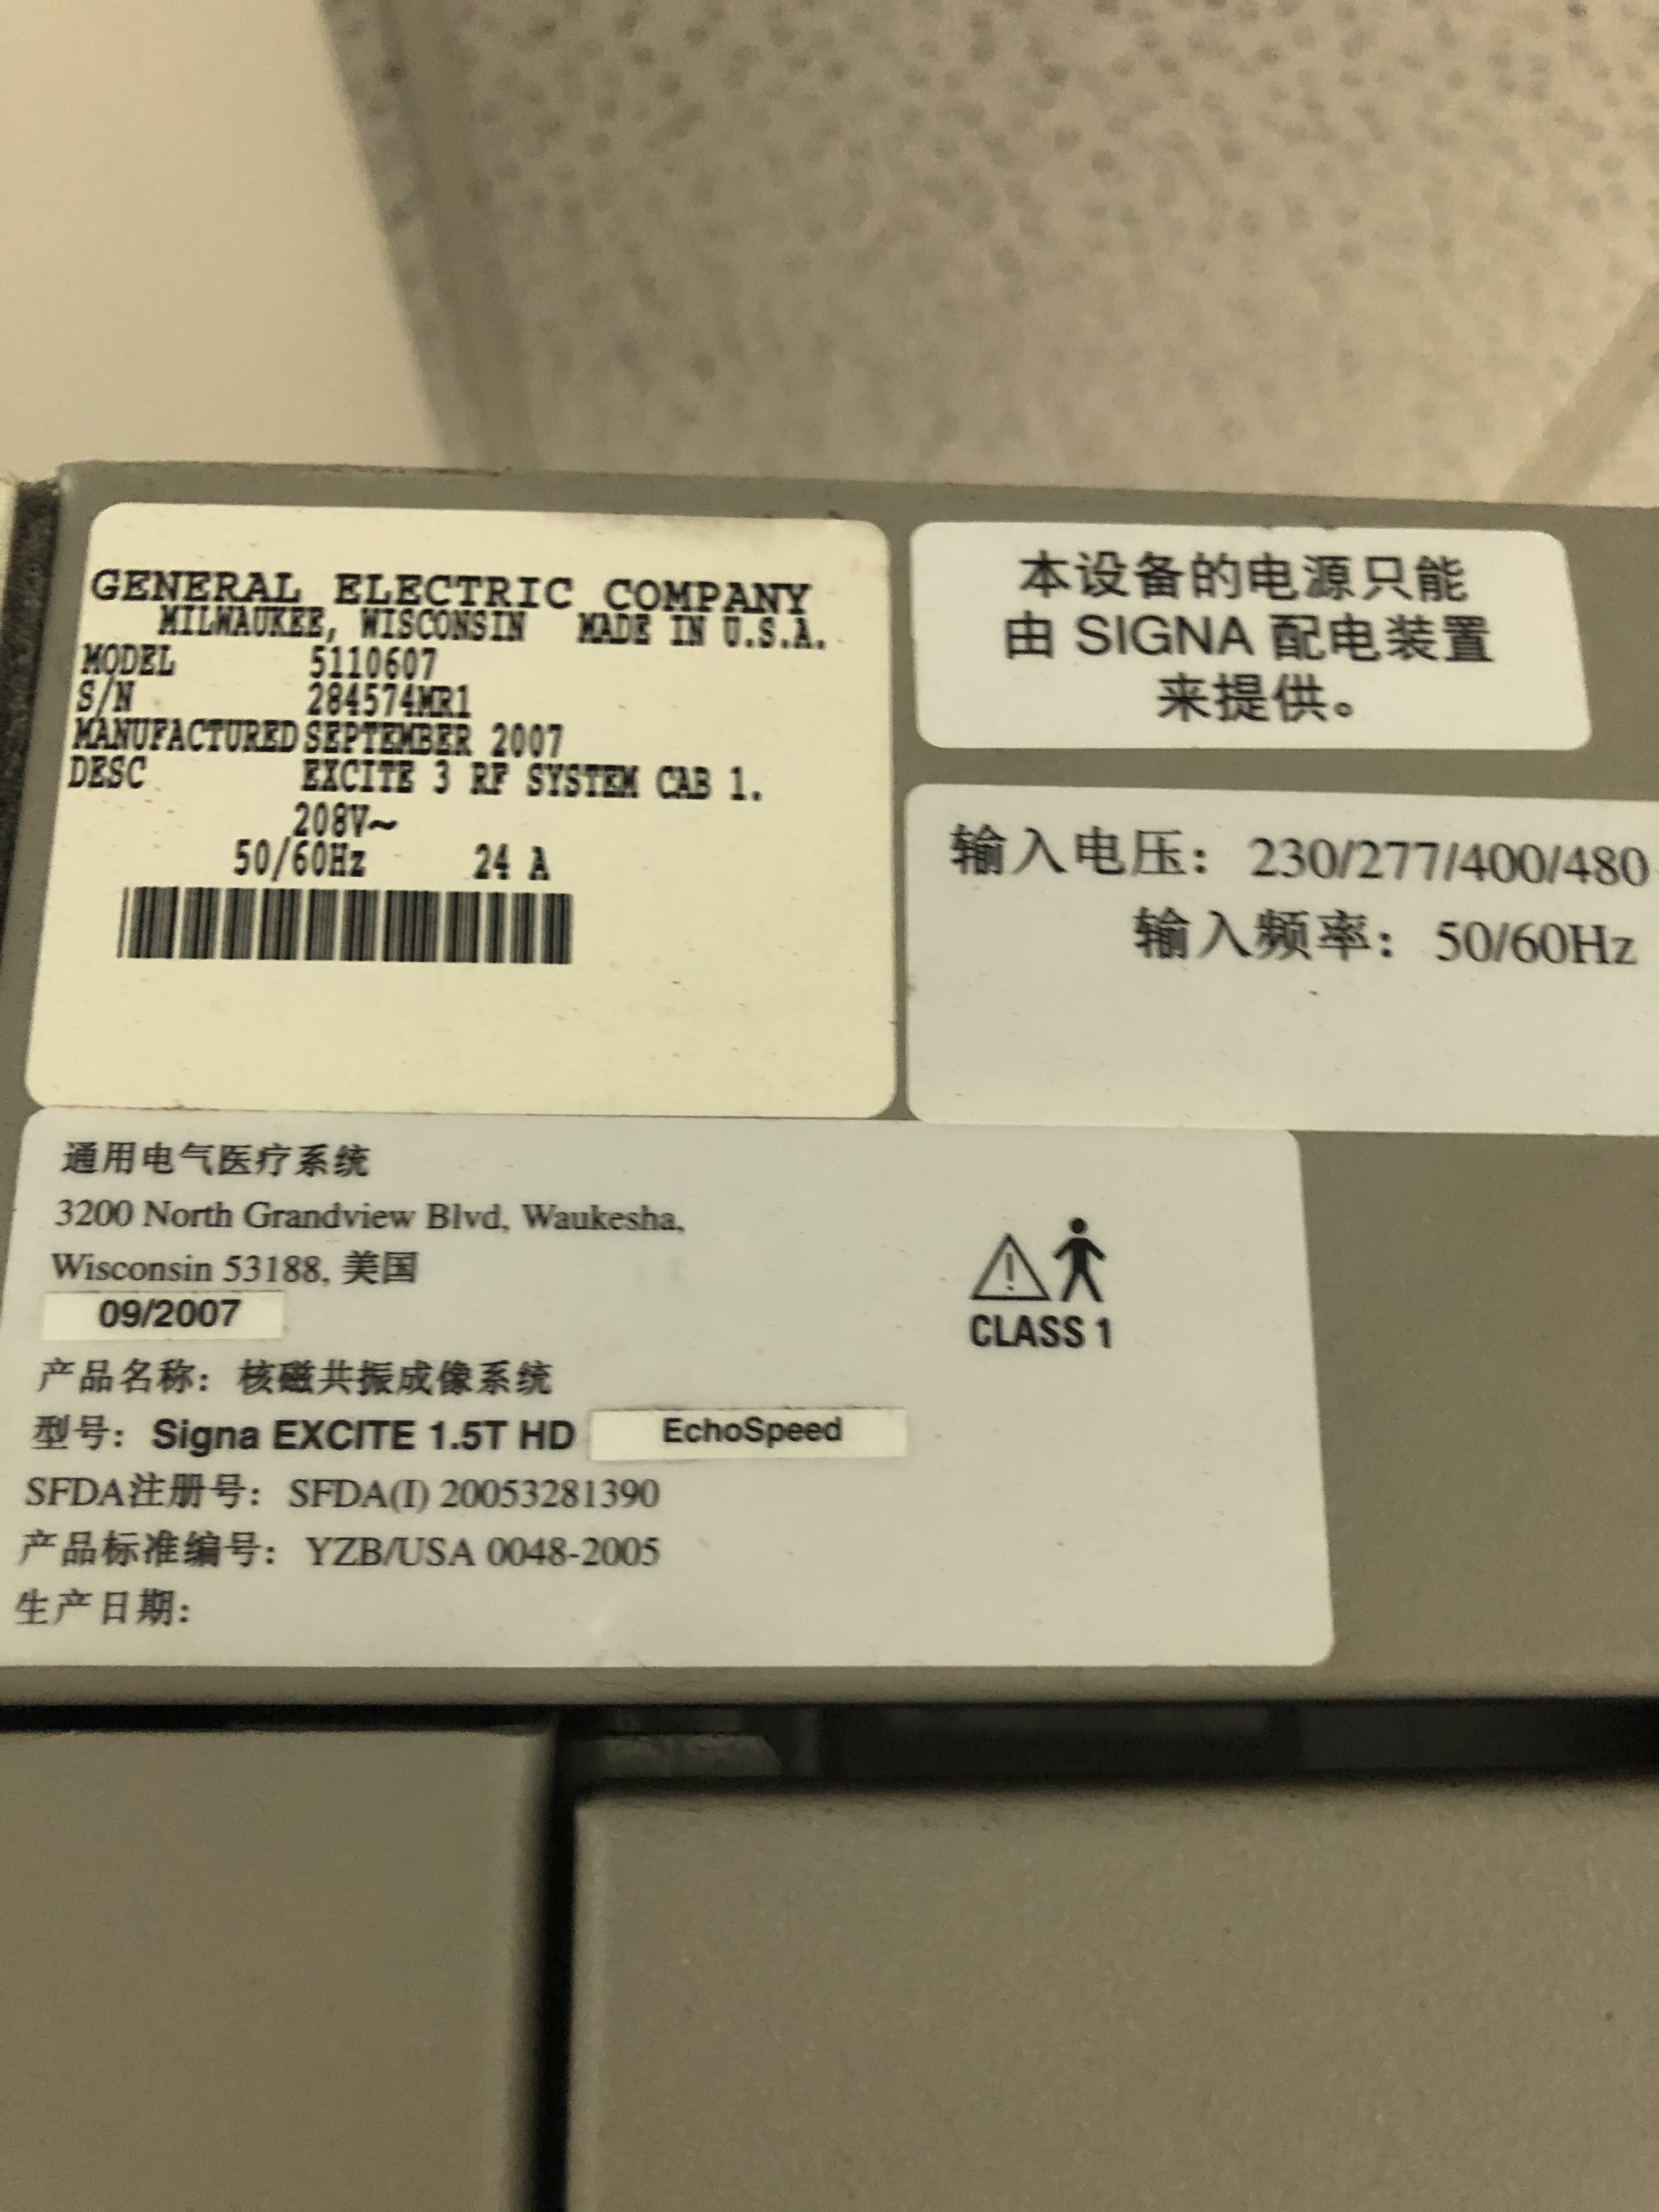 GENERAL ELECTRIC COMPANY
MILWAUKEE, WISCONSIN MADE IN U.S.A.
MODEL 5110607
S/N 284574MR1
MANUFACTURED SEPTEMBER 2007
DESC EXCITE 3 RF SYSTEM CAB 1.
208V~
50/60Hz 24 A
本设备的电源只能
由 SIGNA 配电装置
来提供。
输入电压：230/277/400/480
输入频率：50/60Hz
通用电气医疗系统
3200 North Grandview Blvd, Waukesha,
Wisconsin 53188, 美国
09/2007
产品名称：核磁共振成像系统
型号：Signa EXCITE 1.5T HD EchoSpeed
SFDA注册号：SFDA(I) 20053281390
产品标准编号：YZB/USA 0048-2005
生产日期：
CLASS 1